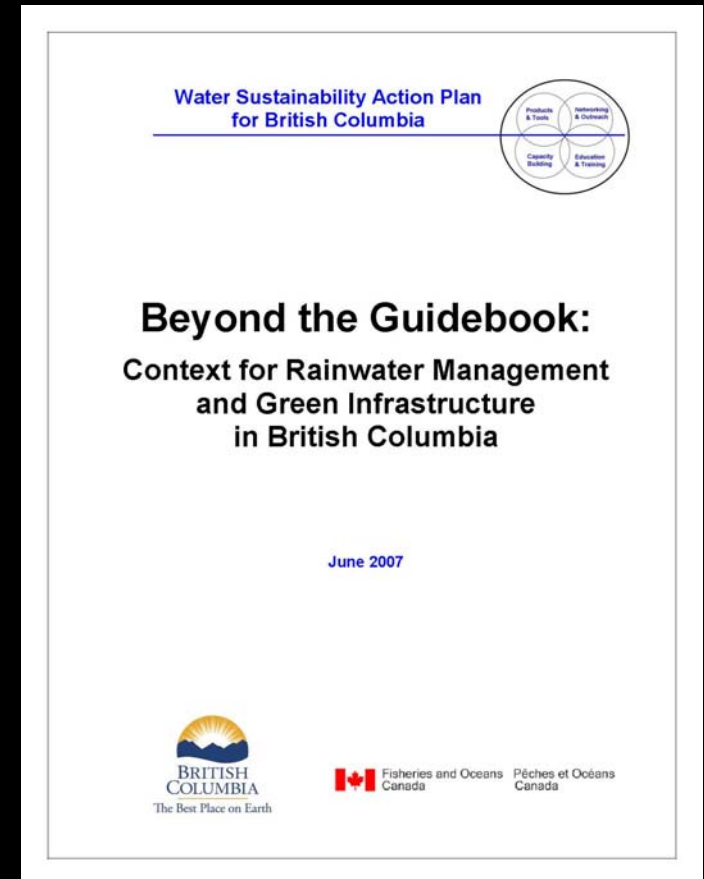 Water Sustainability Action Plan
for British Columbia
Products
& Tools
Networking
& Outreach
Capacity
Building
Education
& Training
Beyond the Guidebook:
Context for Rainwater Management
and Green Infrastructure
in British Columbia
June 2007
BRITISH
COLUMBIA
The Best Place on Earth
Fisheries and Oceans
Canada
Pêches et Océans
Canada